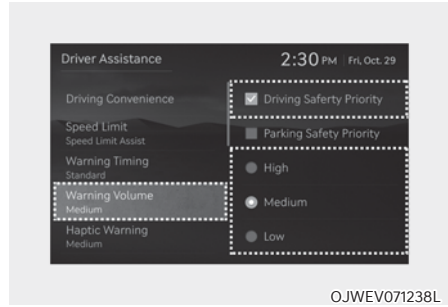 Driver Assistance
2:30 PM Fri, Oct. 29
Driving Convenience
Speed Limit
Speed Limit Assist
Warning Timing
Standard
Warning Volume
Medium
Haptic Warning
Medium
Driving Saferty Priority
Parking Safety Priority
High
Medium
Low
OJWEV071238L